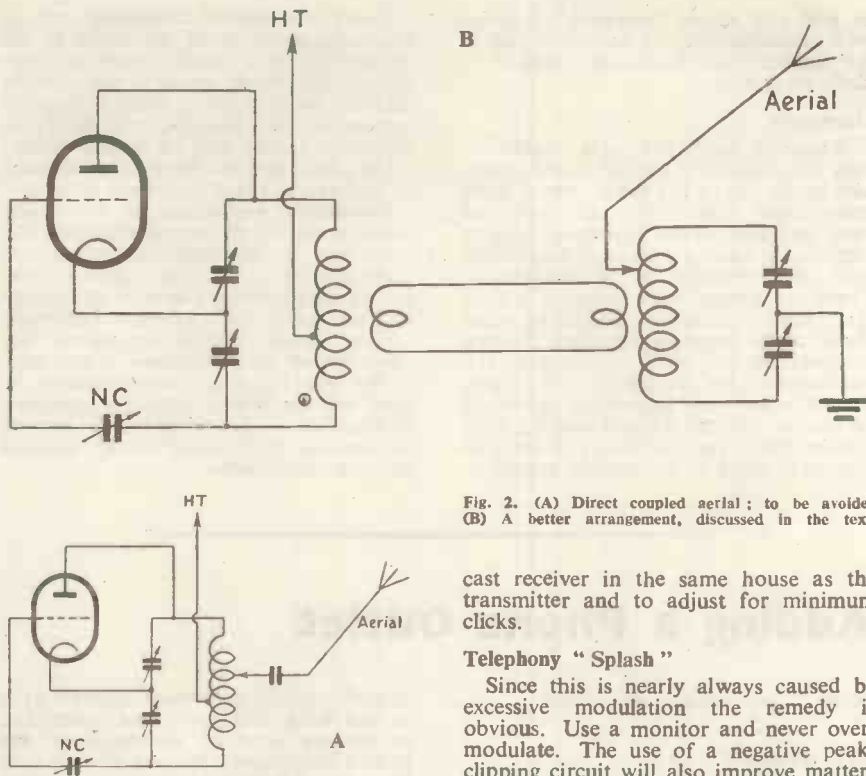 HT
B
Aerial
NC
Fig. 2. (A) Direct coupled aerial ; to be avoide
(B) A better arrangement, discussed in the tex
HT
Aerial
NC
A
cast receiver in the same house as th
transmitter and to adjust for minimum
clicks.
Telephony “ Splash ”
Since this is nearly always caused b
excessive modulation the remedy i
obvious. Use a monitor and never over
modulate. The use of a negative peak
clipping circuit will also improve matter